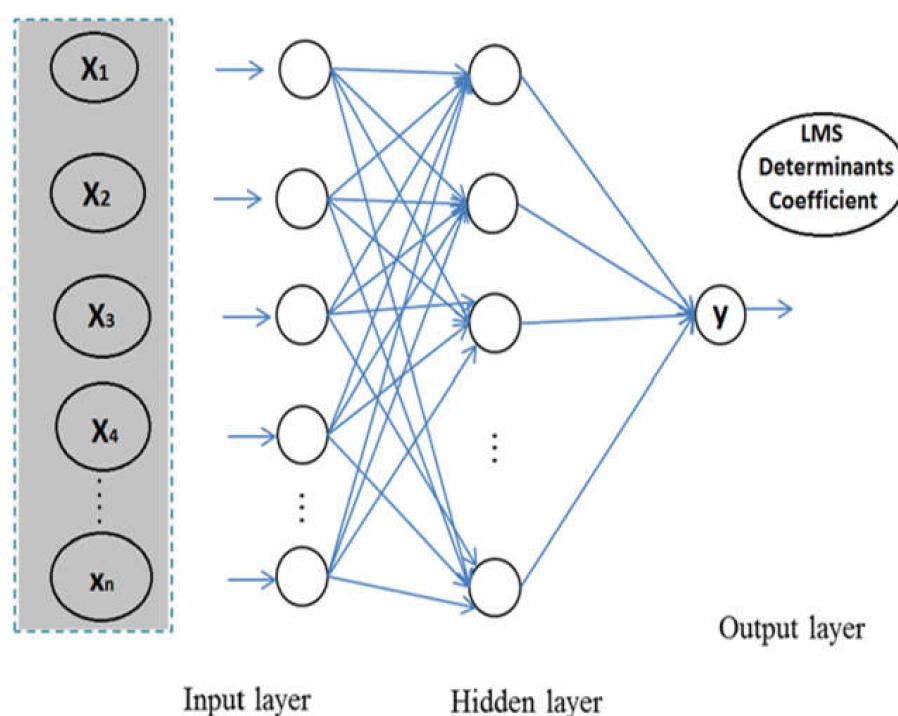 X1
X2
X3
X4
xn
LMS
Determinants
Coefficient
y
Output layer
Input layer
Hidden layer